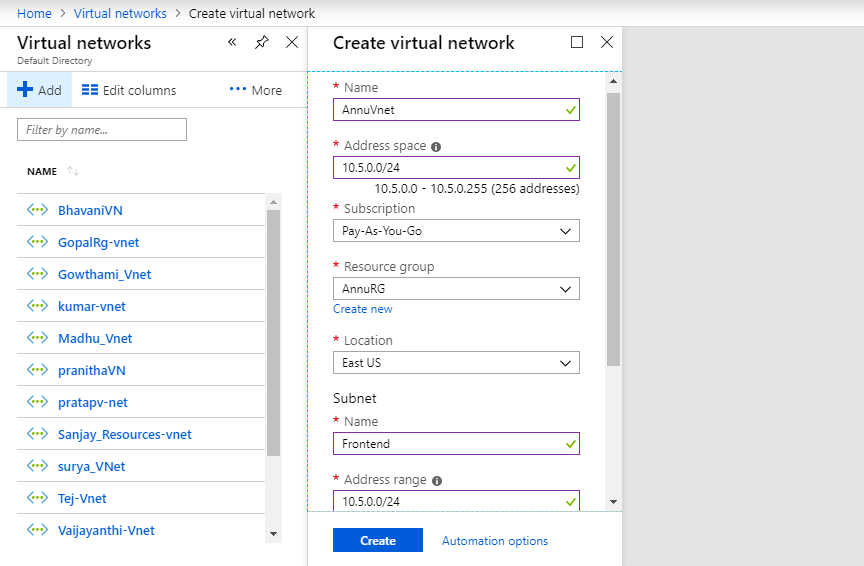 Home > Virtual networks > Create virtual network
Virtual networks
Default Directory
Add
Edit columns
More
Filter by name...
NAME
BhavaniVN
GopalRg-vnet
Gowthami_Vnet
kumar-vnet
Madhu_Vnet
pranithaVN
pratapv-net
Sanjay_Resources-vnet
surya_VNet
Tej-Vnet
Vaijayanthi-Vnet
Create virtual network
* Name
AnnuVnet
* Address space
10.5.0.0/24
10.5.0.0 - 10.5.0.255 (256 addresses)
* Subscription
Pay-As-You-Go
* Resource group
AnnuRG
Create new
* Location
East US
Subnet
* Name
Frontend
* Address range
10.5.0.0/24
Create
Automation options